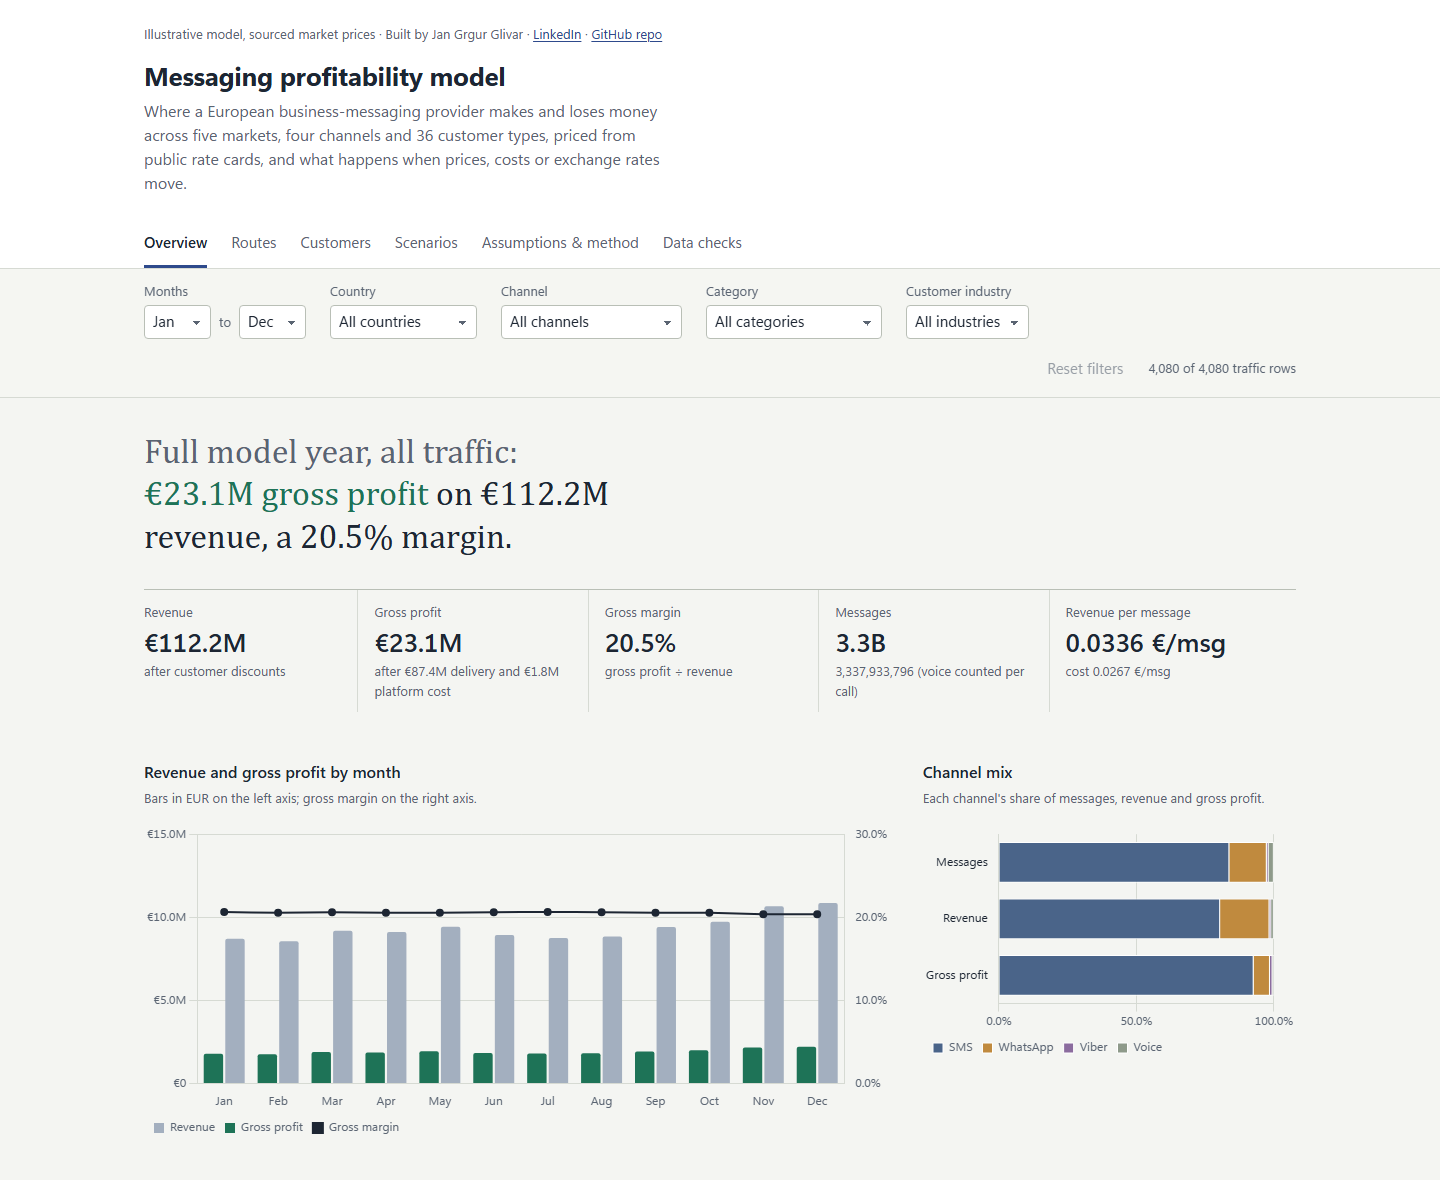 Illustrative model, sourced market prices · Built by Jan Grgur Glivar · LinkedIn · GitHub repo
Messaging profitability model
Where a European business-messaging provider makes and loses money
across five markets, four channels and 36 customer types, priced from
public rate cards, and what happens when prices, costs or exchange rates
move.
Overview Routes Customers Scenarios Assumptions & method Data checks
Months Country Channel Category Customer industry
Jan to Dec All countries All channels All categories All industries
Reset filters 4,080 of 4,080 traffic rows
Full model year, all traffic:
€23.1M gross profit on €112.2M
revenue, a 20.5% margin.
Revenue
€112.2M
after customer discounts
Gross profit
€23.1M
after €87.4M delivery and €1.8M
platform cost
Gross margin
20.5%
gross profit ÷ revenue
Messages
3.3B
3,337,933,796 (voice counted per
call)
Revenue per message
0.0336 €/msg
cost 0.0267 €/msg
Revenue and gross profit by month
Bars in EUR on the left axis; gross margin on the right axis.
€15.0M 30.0%
€10.0M 20.0%
€5.0M 10.0%
€0 0.0%
Jan Feb Mar Apr May Jun Jul Aug Sep Oct Nov Dec
Revenue Gross profit Gross margin
Channel mix
Each channel's share of messages, revenue and gross profit.
Messages
Revenue
Gross profit
0.0% 50.0% 100.0%
SMS WhatsApp Viber Voice